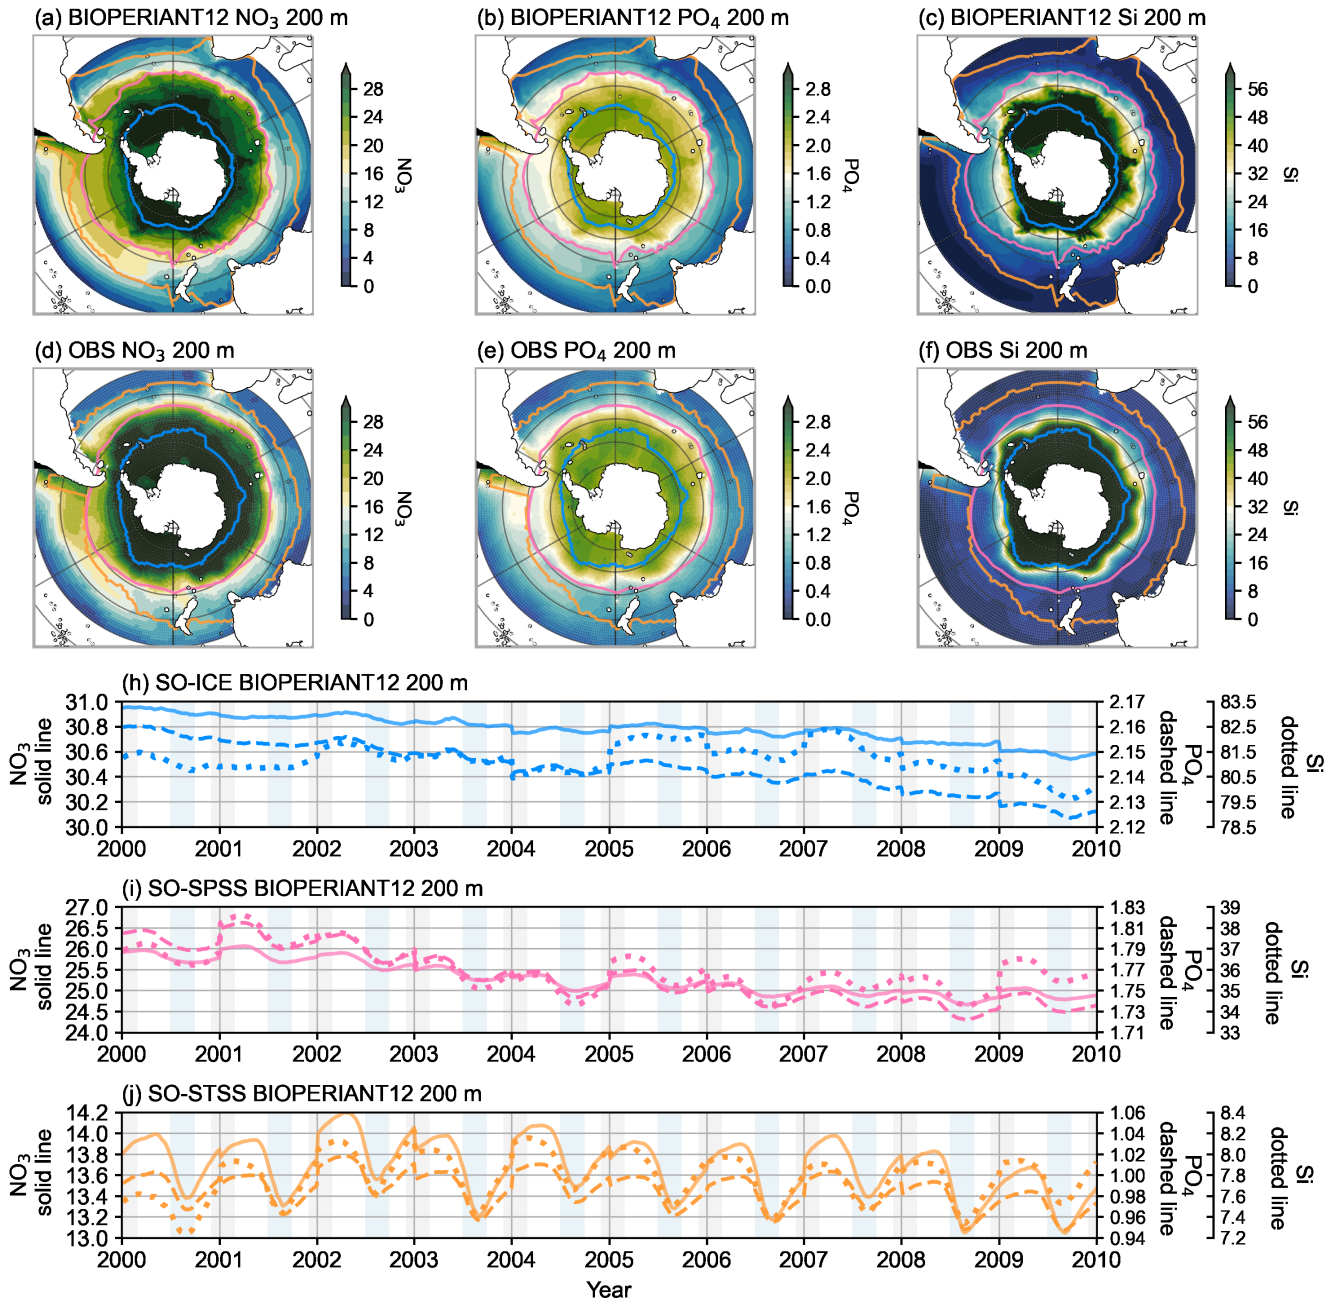 (a) BIOPERIANT12 NO3 200 m
28
24
20
16
12
8
4
0
NO3
(b) BIOPERIANT12 PO4 200 m
2.8
2.4
2.0
1.6
1.2
0.8
0.4
0.0
PO4
(c) BIOPERIANT12 Si 200 m
56
48
40
32
24
16
8
0
Si
(d) OBS NO3 200 m
28
24
20
16
12
8
4
0
NO3
(e) OBS PO4 200 m
2.8
2.4
2.0
1.6
1.2
0.8
0.4
0.0
PO4
(f) OBS Si 200 m
56
48
40
32
24
16
8
0
Si
(h) SO-ICE BIOPERIANT12 200 m
NO3
solid line
31.0
30.8
30.6
30.4
30.2
30.0
2.17
2.16
2.15
2.14
2.13
2.12
PO4
dashed line
83.5
82.5
81.5
80.5
79.5
78.5
Si
dotted line
2000 2001 2002 2003 2004 2005 2006 2007 2008 2009 2010
(i) SO-SPSS BIOPERIANT12 200 m
NO3
solid line
27.0
26.5
26.0
25.5
25.0
24.5
24.0
1.83
1.81
1.79
1.77
1.75
1.73
1.71
PO4
dashed line
39
38
37
36
35
34
33
Si
dotted line
2000 2001 2002 2003 2004 2005 2006 2007 2008 2009 2010
(j) SO-STSS BIOPERIANT12 200 m
NO3
solid line
14.2
14.0
13.8
13.6
13.4
13.2
13.0
1.06
1.04
1.02
1.00
0.98
0.96
0.94
PO4
dashed line
8.4
8.2
8.0
7.8
7.6
7.4
7.2
Si
dotted line
2000 2001 2002 2003 2004 2005 2006 2007 2008 2009 2010
Year